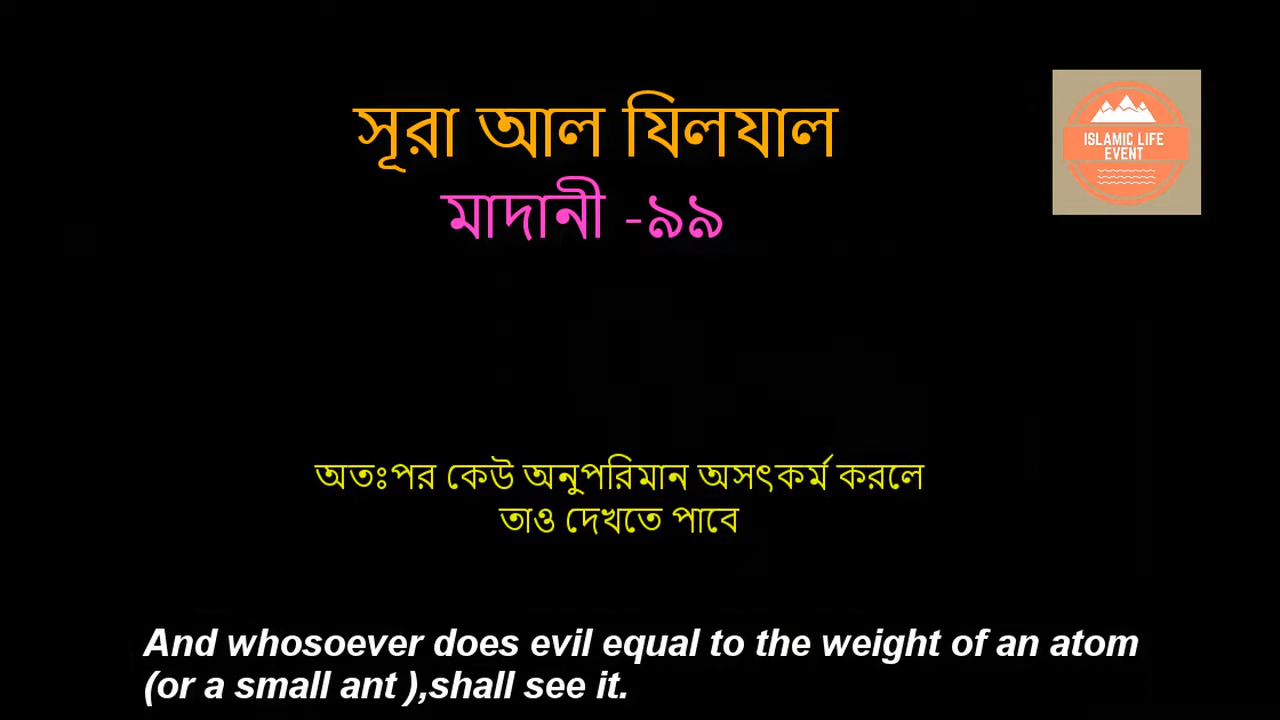 সূরা আল যিলযাল
মাদানী -৯৯
ISLAMIC LIFE
EVENT
অতঃপর কেউ অনুপরিমান অসৎকর্ম করলে
তাও দেখতে পাবে
And whosoever does evil equal to the weight of an atom
(or a small ant ),shall see it.